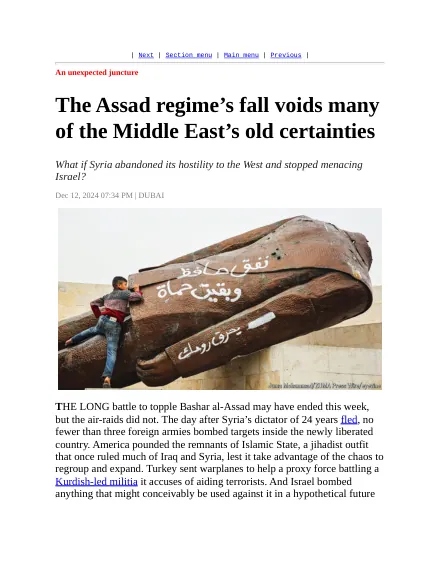 | Next | Section menu | Main menu | Previous |
An unexpected juncture
The Assad regime's fall voids many
of the Middle East's old certainties
What if Syria abandoned its hostility to the West and stopped menacing
Israel?
Dec 12, 2024 07:34 PM | DUBAI
نفق حافظ
وبقيت حماة
يحرق روحك
THE LONG battle to topple Bashar al-Assad may have ended this week,
but the air-raids did not. The day after Syria's dictator of 24 years fled, no
fewer than three foreign armies bombed targets inside the newly liberated
country. America pounded the remnants of Islamic State, a jihadist outfit
that once ruled much of Iraq and Syria, lest it take advantage of the chaos to
regroup and expand. Turkey sent warplanes to help a proxy force battling a
Kurdish-led militia it accuses of aiding terrorists. And Israel bombed
anything that might conceivably be used against it in a hypothetical future